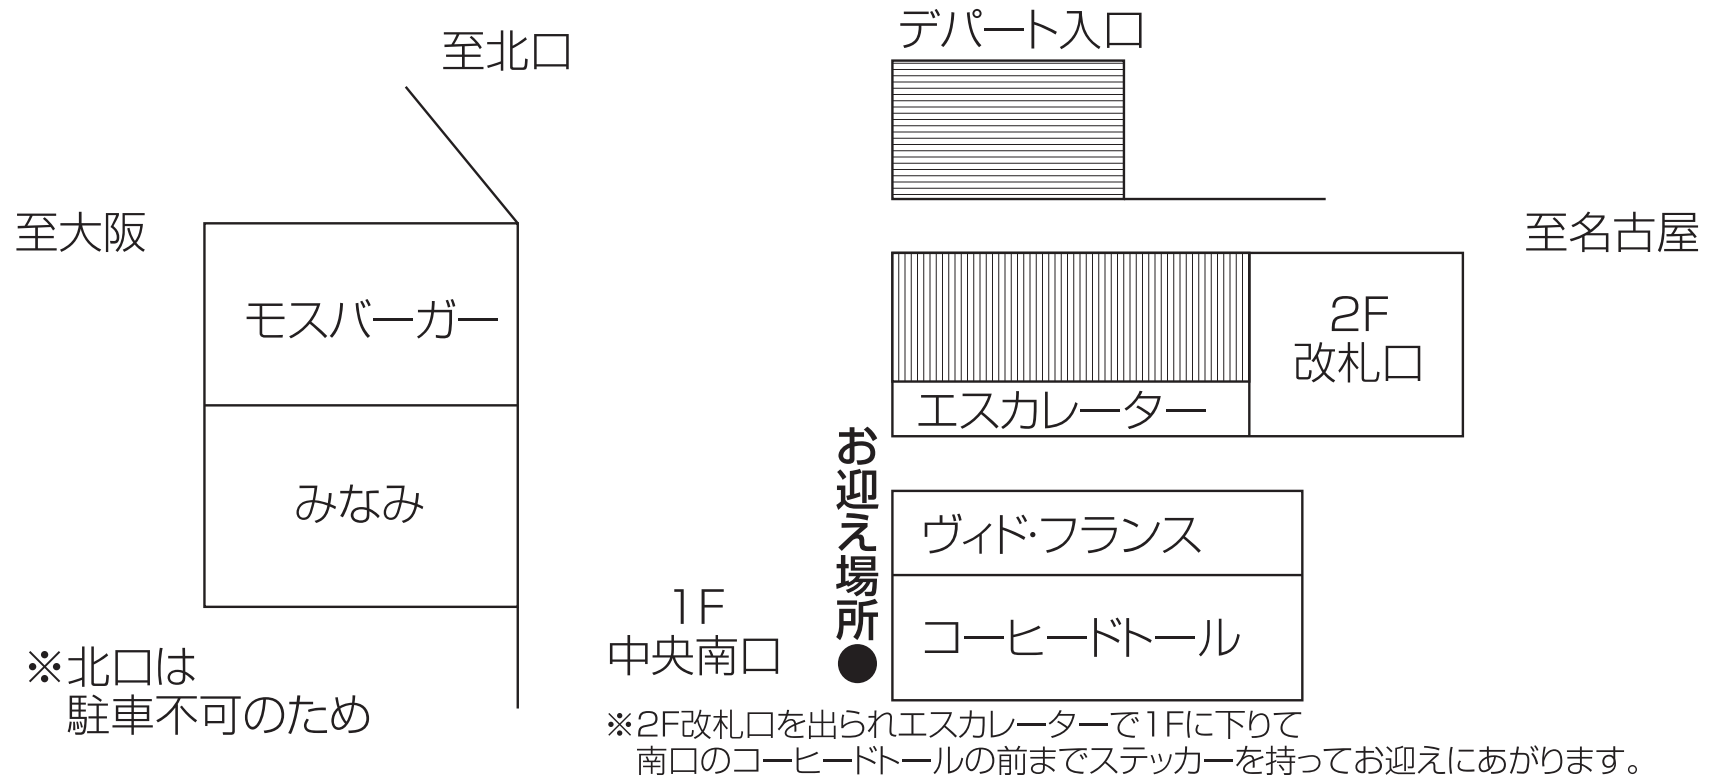 デパート入口
至北口
至大阪
至名古屋
モスバーガー
2F
改札口
エスカレーター
お迎え場所●
みなみ
ヴィド・フランス
1F
中央南口
コーヒードトール
※北口は
駐車不可のため
※2F改札口を出られエスカレーターで1Fに下りて
南口のコーヒードトールの前までステッカーを持ってお迎えにあがります。